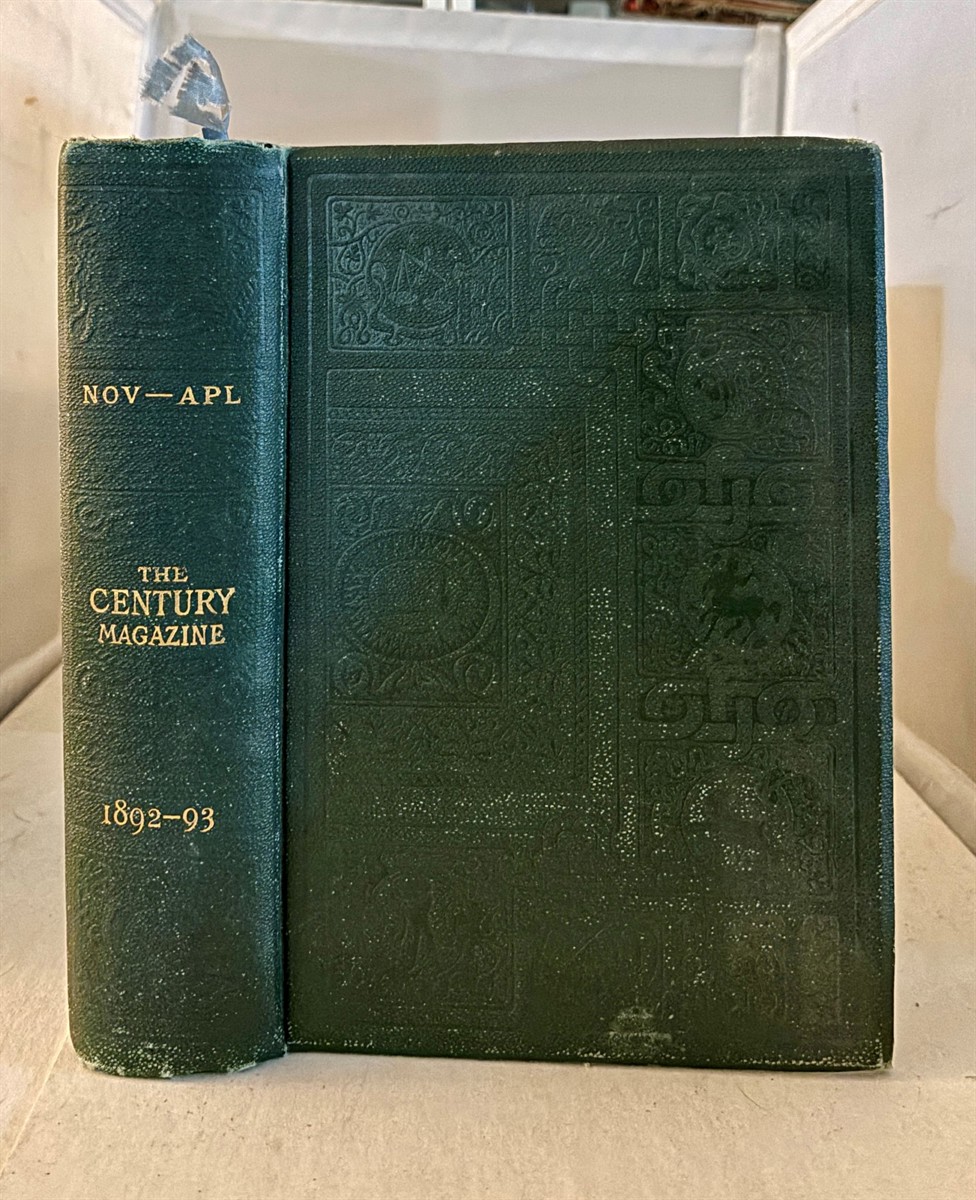 NOV—APL
THE
CENTURY
MAGAZINE
1892–93